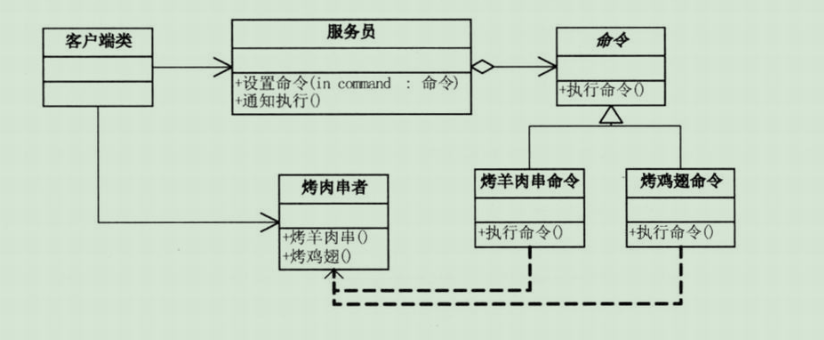 客户端类
服务员
+设置命令(in command : 命令)
+通知执行()
命令
+执行命令()
烤肉串者
+烤羊肉串()
+烤鸡翅()
烤羊肉串命令
+执行命令()
烤鸡翅命令
+执行命令()